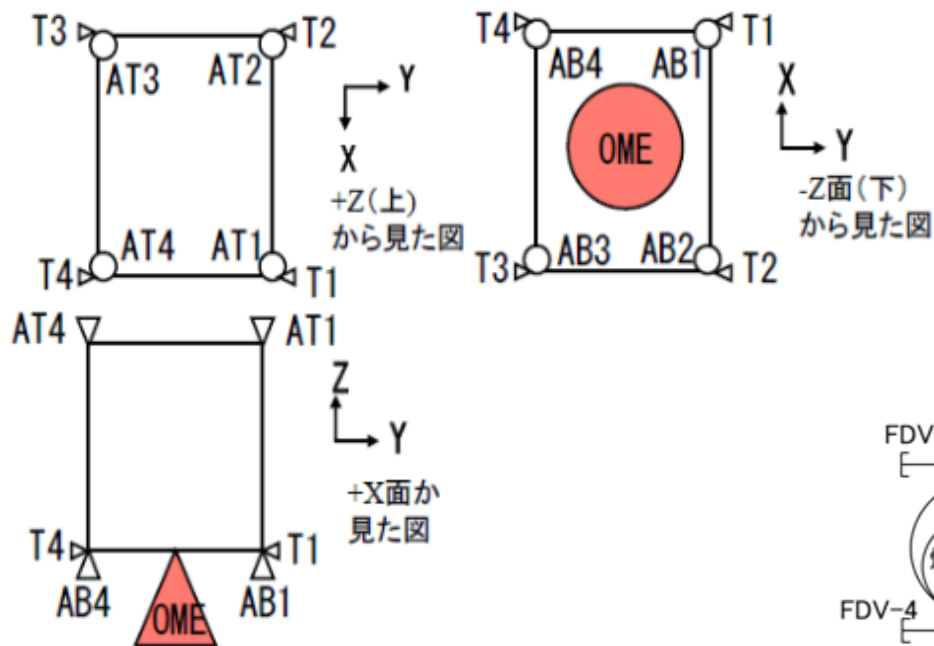 T3
T2
AT3
AT2
Y
X
+Z(上)
から見た図
AT4
AT1
T4
T1
T4
T1
AB4
AB1
OME
X
Y
-Z面(下)
から見た図
AB3
AB2
T3
T2
AT4
AT1
Z
Y
+X面か
見た図
T4
T1
AB4
AB1
OME
FDV
FDV-4